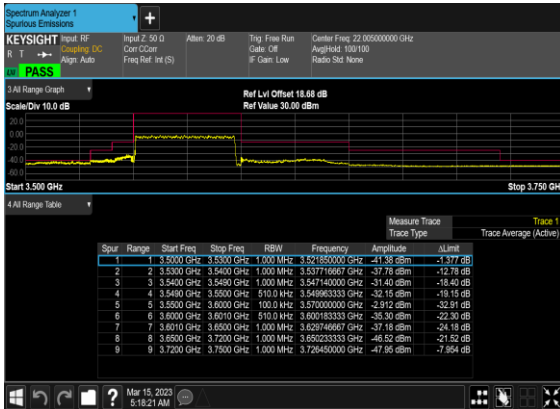 Spectrum Analyzer 1
Spurious Emissions
KEYSIGHT Input: RF Input Z: 50 Ω Atten: 20 dB Trig: Free Run Center Freq: 22.005000000 GHz
R T Coupling: DC Corr CCorr Gate: Off Avg|Hold: 100/100
Align: Auto Freq Ref: Int (S) IF Gain: Low Radio Std: None
PASS
3 All Range Graph Ref Lvl Offset 18.68 dB
Scale/Div 10.0 dB Ref Value 30.00 dBm
20.0
0.00
-20.0
-40.0
-60.0
Start 3.500 GHz Stop 3.750 GH
4 All Range Table
Measure Trace Trace 1
Trace Type Trace Average (Active)
Spur Range Start Freq Stop Freq RBW Frequency Amplitude ΔLimit
1 1 3.5000 GHz 3.5300 GHz 1.000 MHz 3.521850000 GHz -41.38 dBm -1.377 dB
2 2 3.5300 GHz 3.5400 GHz 1.000 MHz 3.537716667 GHz -37.78 dBm -12.78 dB
3 3 3.5400 GHz 3.5490 GHz 1.000 MHz 3.547140000 GHz -31.40 dBm -18.40 dB
4 4 3.5490 GHz 3.5500 GHz 510.0 kHz 3.549963333 GHz -32.15 dBm -19.15 dB
5 5 3.5500 GHz 3.6000 GHz 100.0 kHz 3.570000000 GHz -2.912 dBm -32.91 dB
6 6 3.6000 GHz 3.6010 GHz 510.0 kHz 3.600183333 GHz -35.30 dBm -22.30 dB
7 7 3.6010 GHz 3.6500 GHz 1.000 MHz 3.629746667 GHz -37.18 dBm -24.18 dB
8 8 3.6500 GHz 3.7200 GHz 1.000 MHz 3.650233333 GHz -46.52 dBm -21.52 dB
9 9 3.7200 GHz 3.7500 GHz 1.000 MHz 3.726450000 GHz -47.95 dBm -7.954 dB
Mar 15, 2023
5:18:21 AM